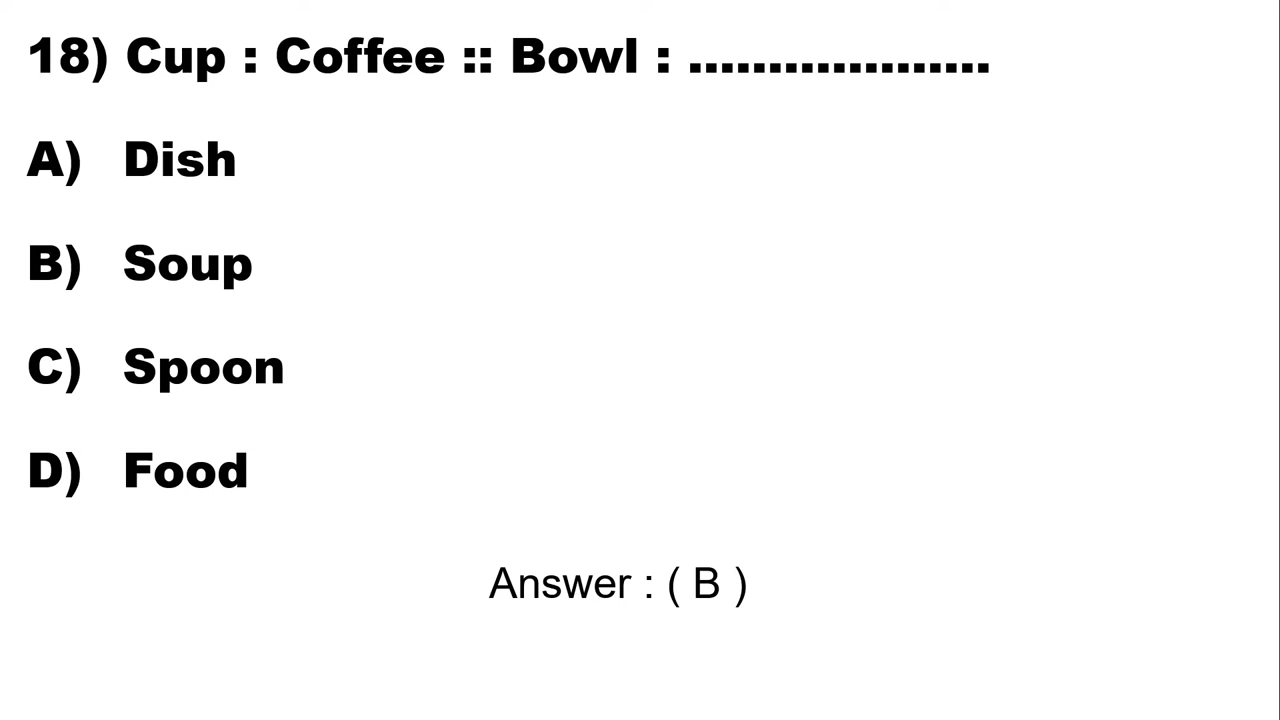 18) Cup : Coffee :: Bowl : ...................
A) Dish
B) Soup
C) Spoon
D) Food
Answer : ( B )